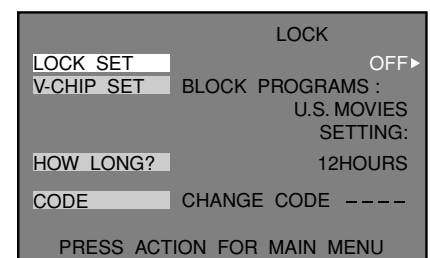 LOCK
LOCK SET OFF▶
V-CHIP SET BLOCK PROGRAMS :
U.S. MOVIES
SETTING:
HOW LONG? 12HOURS
CODE CHANGE CODE – – – –
PRESS ACTION FOR MAIN MENU